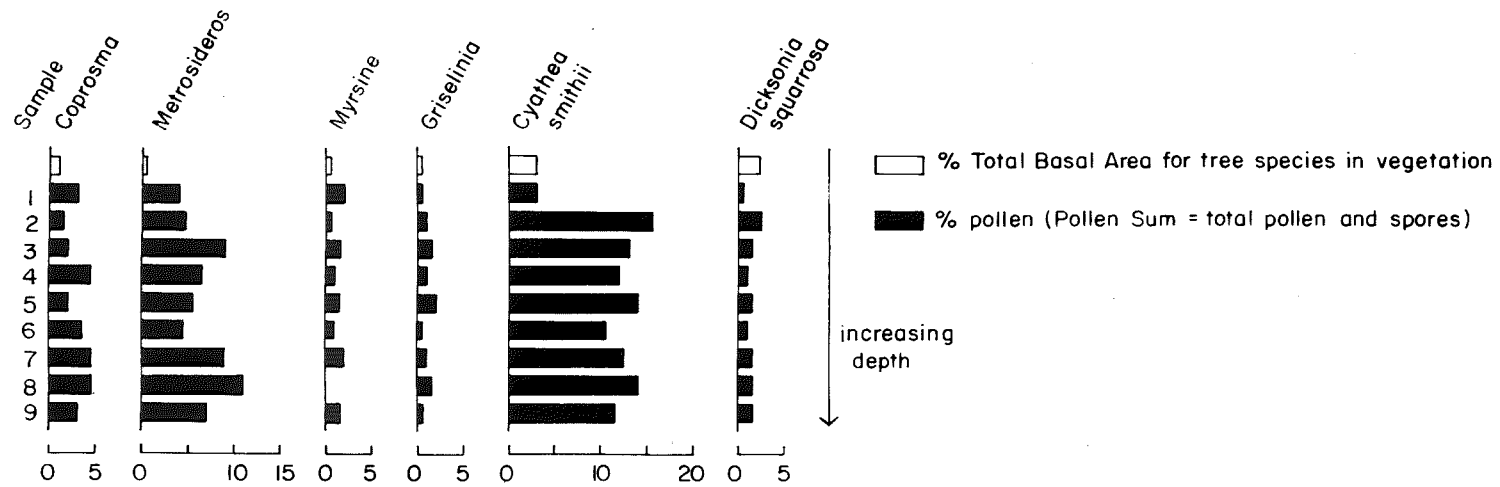 Sample
Coprosma
Metrosideros
Myrsine
Griselinia
Cyathea
smithii
Dicksonia
squarrosa
% Total Basal Area for tree species in vegetation
% pollen (Pollen Sum = total pollen and spores)
1
2
3
4
5
6
7
8
9
increasing
depth
0 5 0 10 15 0 5 0 5 0 10 20 0 5